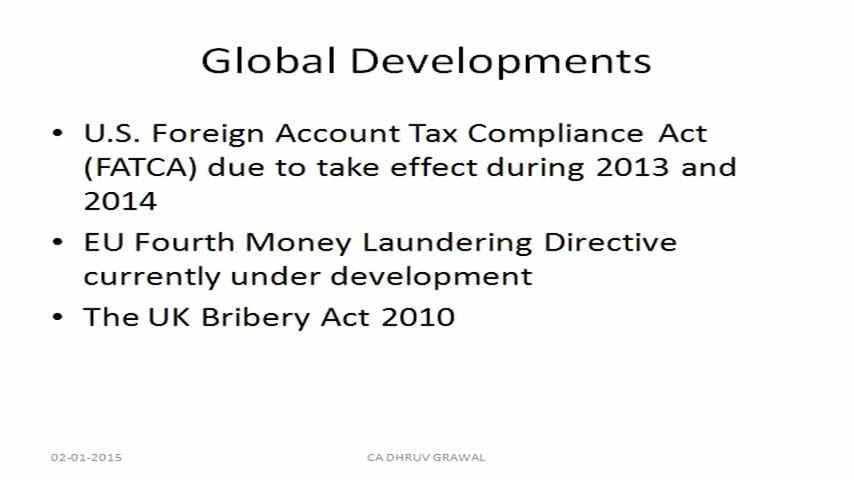 Global Developments
• U.S. Foreign Account Tax Compliance Act
(FATCA) due to take effect during 2013 and
2014
• EU Fourth Money Laundering Directive
currently under development
• The UK Bribery Act 2010
02-01-2015 CA DHRUV GRAWAL